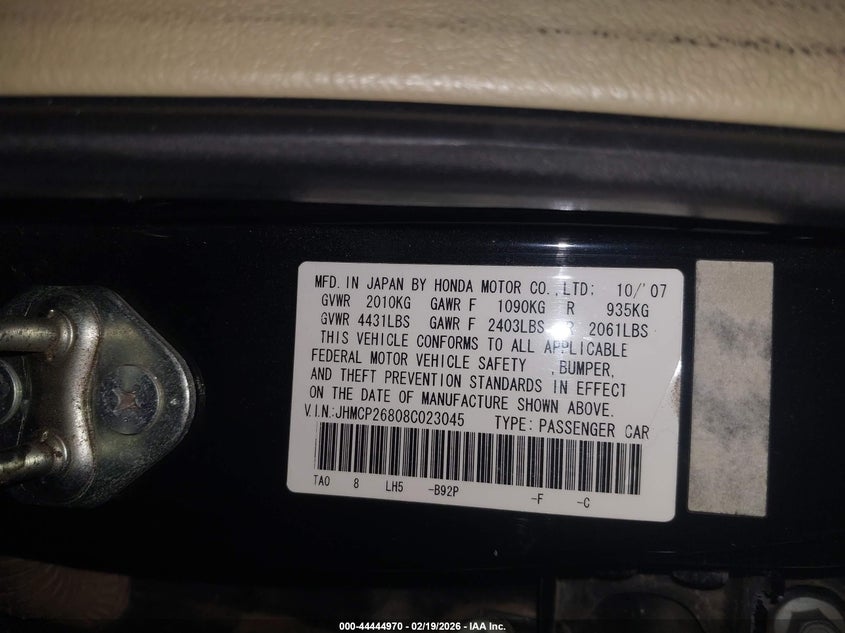 MFD. IN JAPAN BY HONDA MOTOR CO., LTD; 10/'07
GVWR 2010KG GAWR F 1090KG R 935KG
GVWR 4431LBS GAWR F 2403LBS R 2061LBS
THIS VEHICLE CONFORMS TO ALL APPLICABLE
FEDERAL MOTOR VEHICLE SAFETY , BUMPER,
AND THEFT PREVENTION STANDARDS IN EFFECT
ON THE DATE OF MANUFACTURE SHOWN ABOVE.
V.I.N.:JHMCP26808C023045 TYPE: PASSENGER CAR
TA0 8 LH5 -B92P -F -C
000-44444970 - 02/19/2026 - IAA Inc.